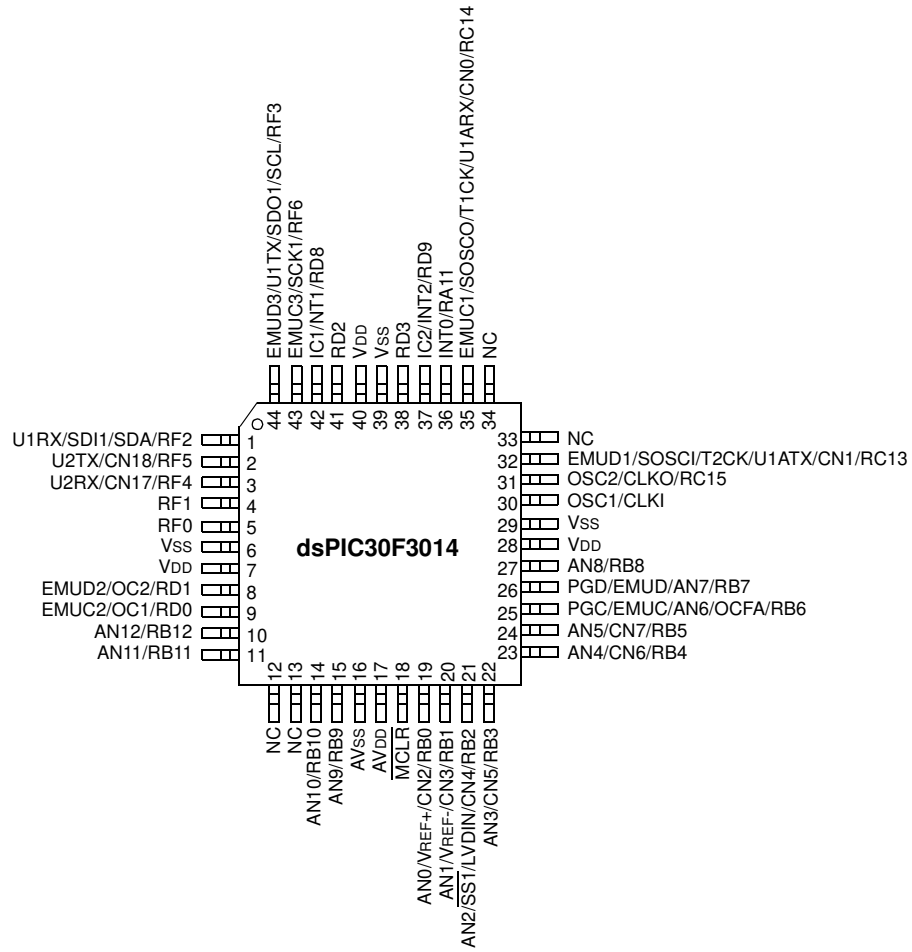 EMUD3/U1TX/SDO1/SCL/RF3
EMUC3/SCK1/RF6
IC1/NT1/RD8
RD2
VDD
VSS
RD3
IC2/INT2/RD9
INT0/RA11
EMUC1/SOSCO/T1CK/U1ARX/CN0/RC14
NC
44
43
42
41
40
39
38
37
36
35
34
U1RX/SDI1/SDA/RF2 1
U2TX/CN18/RF5 2
U2RX/CN17/RF4 3
RF1 4
RF0 5
VSS 6
VDD 7
EMUD2/OC2/RD1 8
EMUC2/OC1/RD0 9
AN12/RB12 10
AN11/RB11 11
dsPIC30F3014
33 NC
32 EMUD1/SOSCI/T2CK/U1ATX/CN1/RC13
31 OSC2/CLKO/RC15
30 OSC1/CLKI
29 VSS
28 VDD
27 AN8/RB8
26 PGD/EMUD/AN7/RB7
25 PGC/EMUC/AN6/OCFA/RB6
24 AN5/CN7/RB5
23 AN4/CN6/RB4
12
13
14
15
16
17
18
19
20
21
22
NC
NC
AN10/RB10
AN9/RB9
AVSS
AVDD
MCLR
AN0/VREF+/CN2/RB0
AN1/VREF-/CN3/RB1
AN2/SS1/LVDIN/CN4/RB2
AN3/CN5/RB3